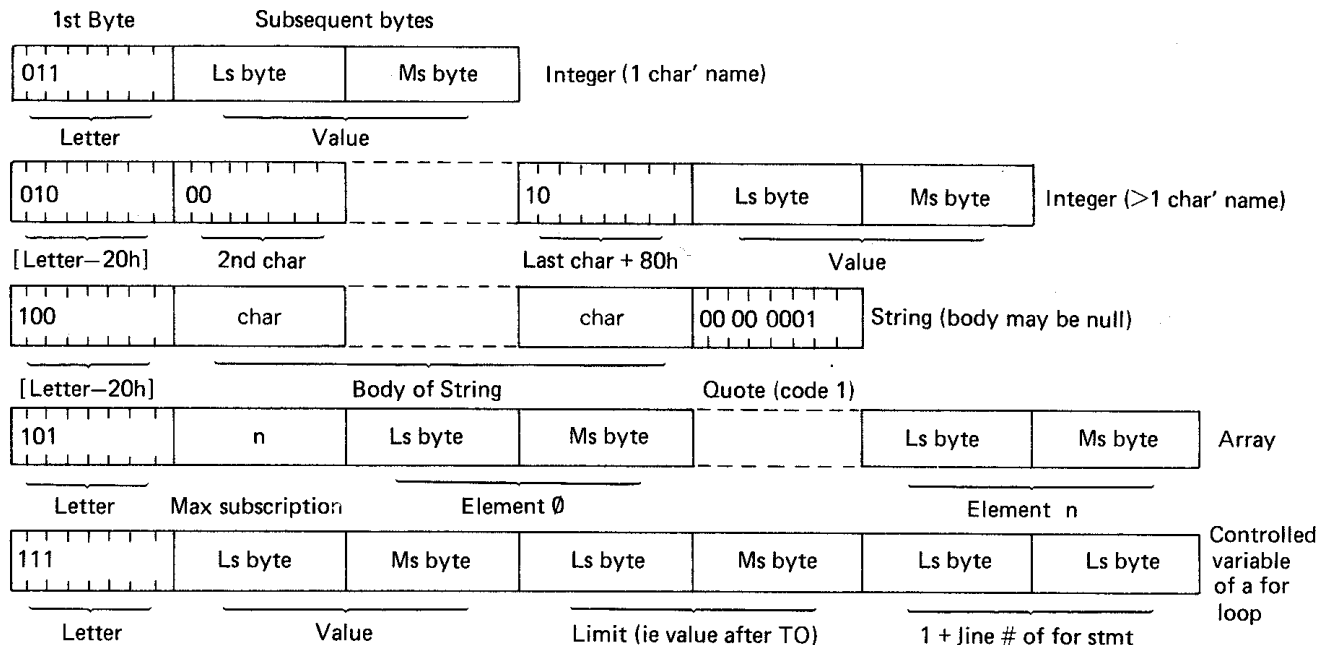 1st Byte Subsequent bytes
011 Ls byte Ms byte Integer (1 char' name)
Letter Value
010 00 10 Ls byte Ms byte Integer (>1 char' name)
[Letter–20h] 2nd char Last char + 80h Value
100 char char 00 00 0001 String (body may be null)
[Letter–20h] Body of String Quote (code 1)
101 n Ls byte Ms byte Ls byte Ms byte Array
Letter Max subscription Element Ø Element n
111 Ls byte Ms byte Ls byte Ms byte Ls byte Ls byte Controlled
variable
of a for
loop
Letter Value Limit (ie value after TO) 1 + line # of for stmt